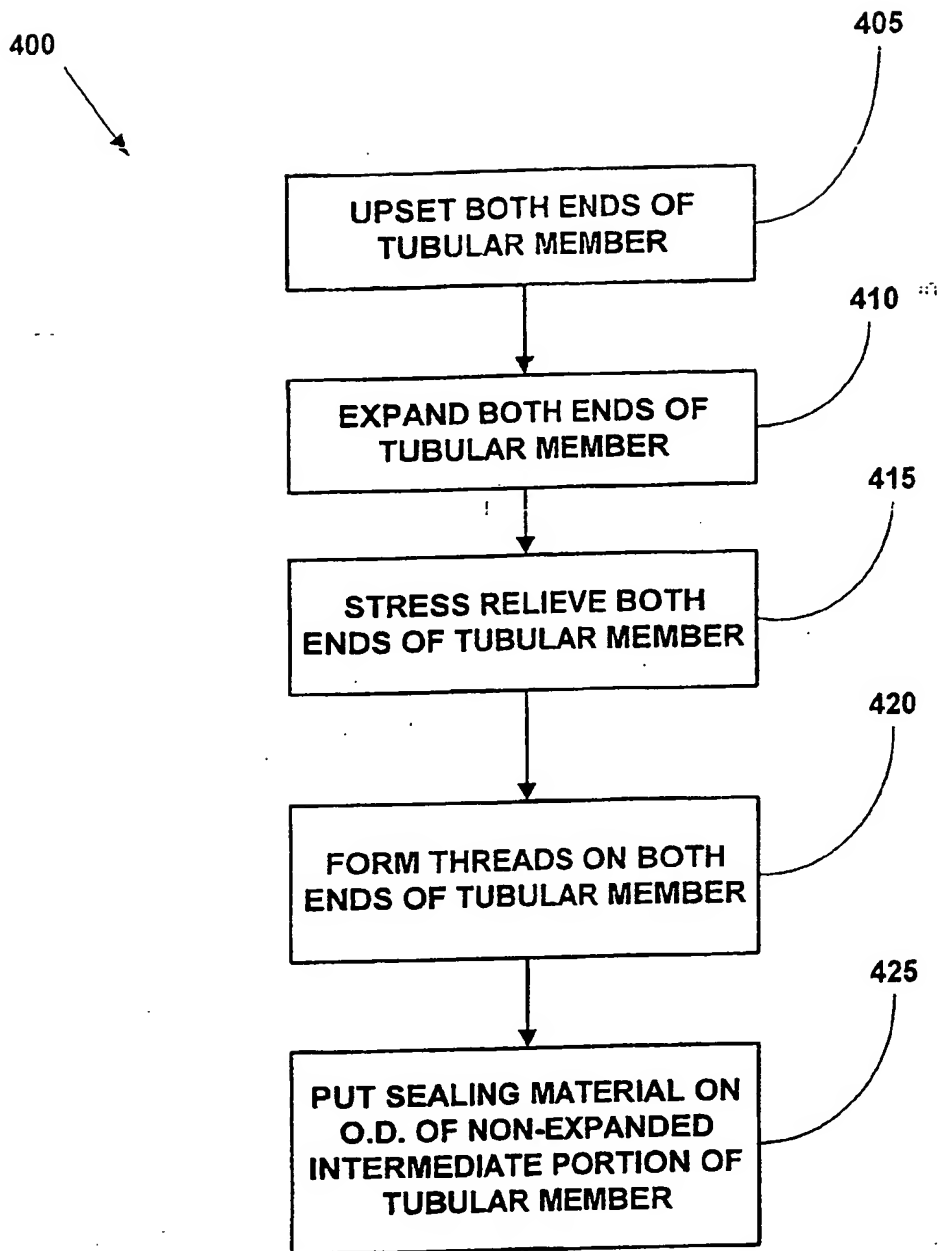 400
405
UPSET BOTH ENDS OF
TUBULAR MEMBER
410
EXPAND BOTH ENDS OF
TUBULAR MEMBER
415
STRESS RELIEVE BOTH
ENDS OF TUBULAR MEMBER
420
FORM THREADS ON BOTH
ENDS OF TUBULAR MEMBER
425
PUT SEALING MATERIAL ON
O.D. OF NON-EXPANDED
INTERMEDIATE PORTION OF
TUBULAR MEMBER